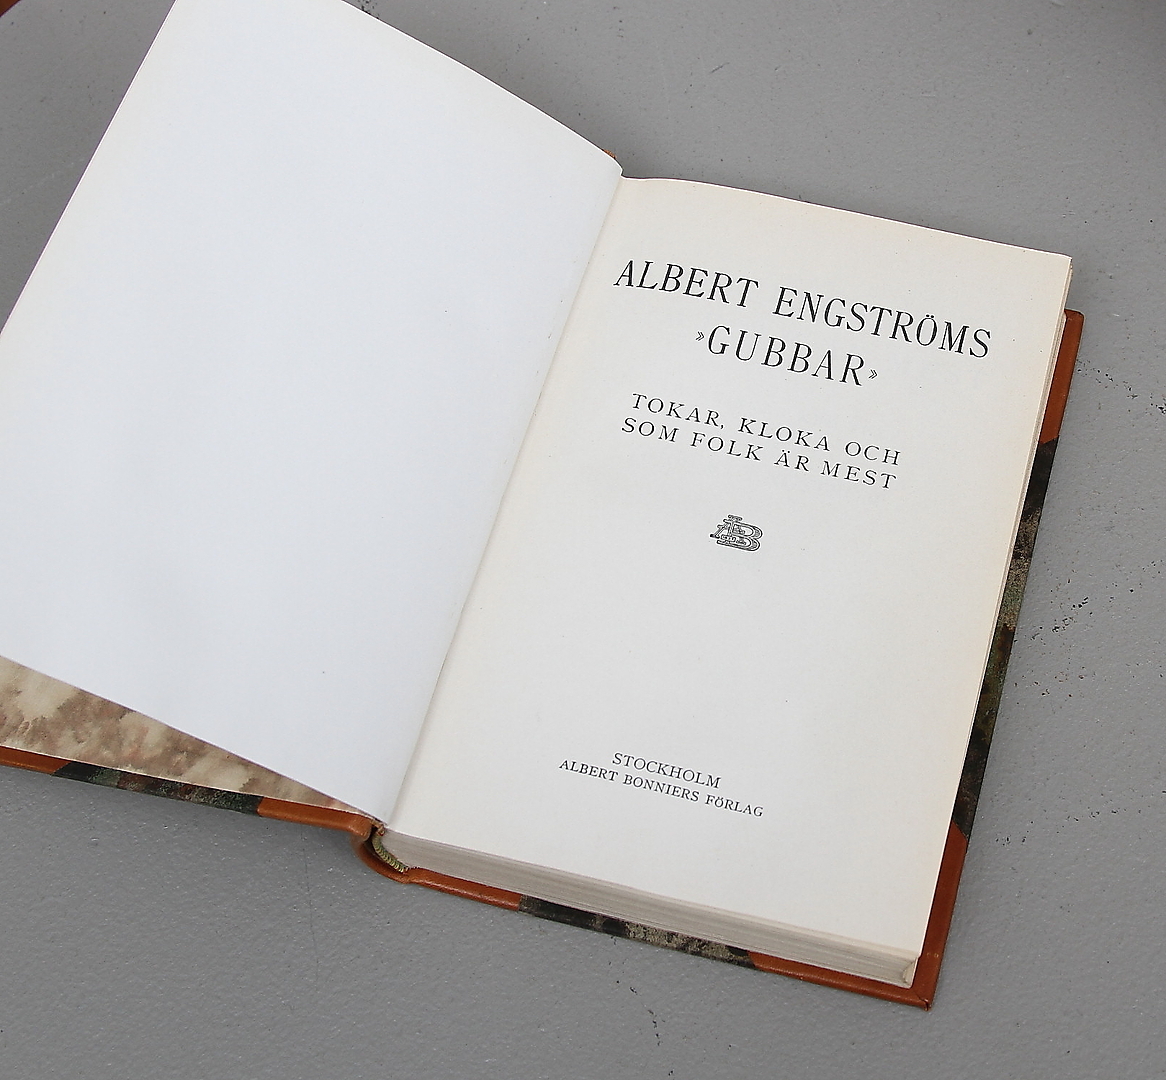 ALBERT ENGSTRÖMS
»GUBBAR»
TOKAR, KLOKA OCH
SOM FOLK ÄR MEST
STOCKHOLM
ALBERT BONNIERS FÖRLAG